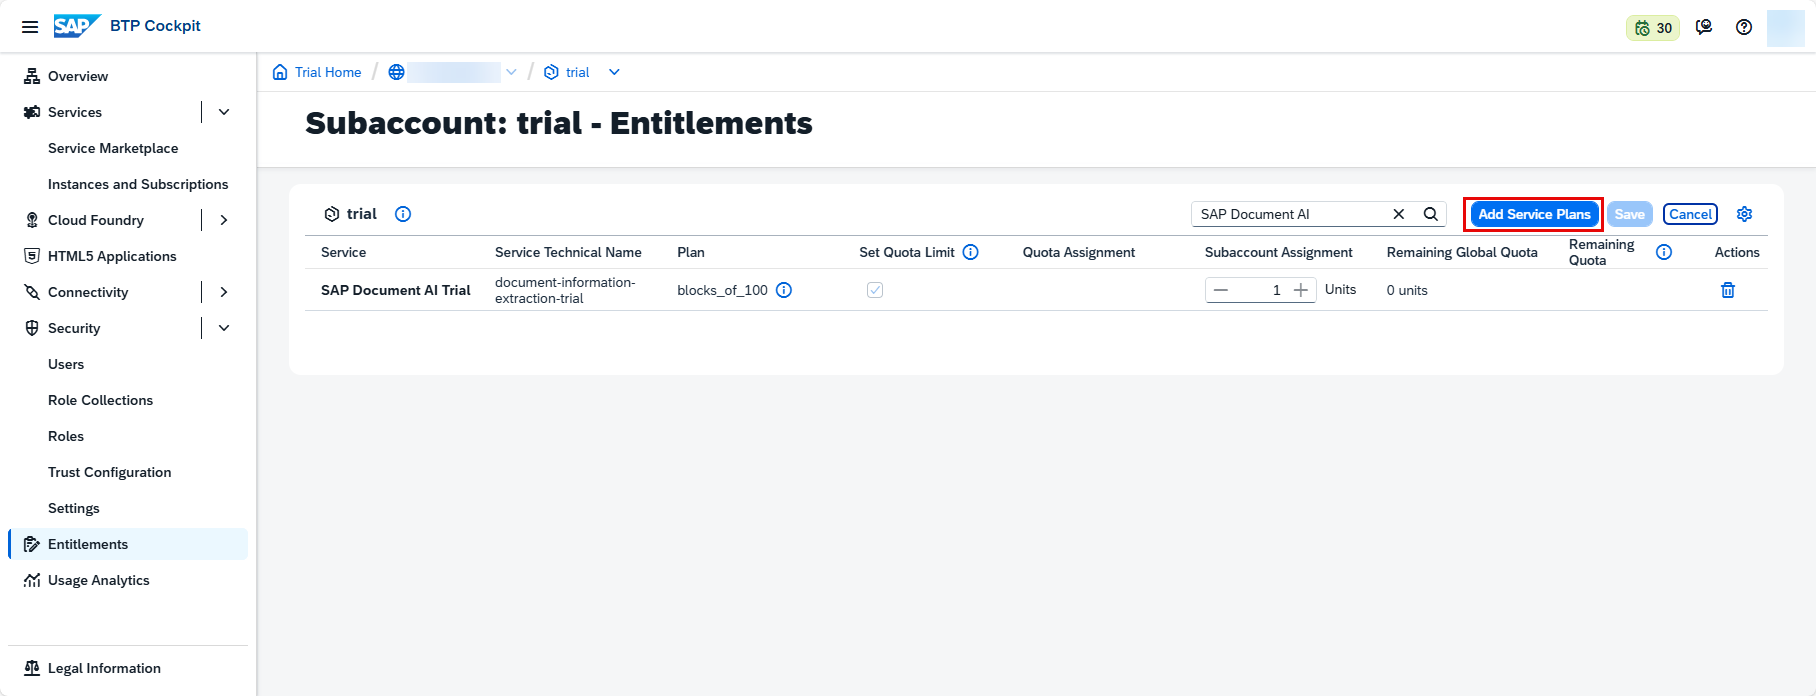 SAP BTP Cockpit
30
Overview
Services
Service Marketplace
Instances and Subscriptions
Cloud Foundry
HTML5 Applications
Connectivity
Security
Users
Role Collections
Roles
Trust Configuration
Settings
Entitlements
Usage Analytics
Legal Information
Trial Home / / trial
Subaccount: trial - Entitlements
trial
SAP Document AI
Add Service Plans Save Cancel
Service Service Technical Name Plan Set Quota Limit Quota Assignment Subaccount Assignment Remaining Global Quota Remaining Quota Actions
SAP Document AI Trial document-information-extraction-trial blocks_of_100 1 Units 0 units